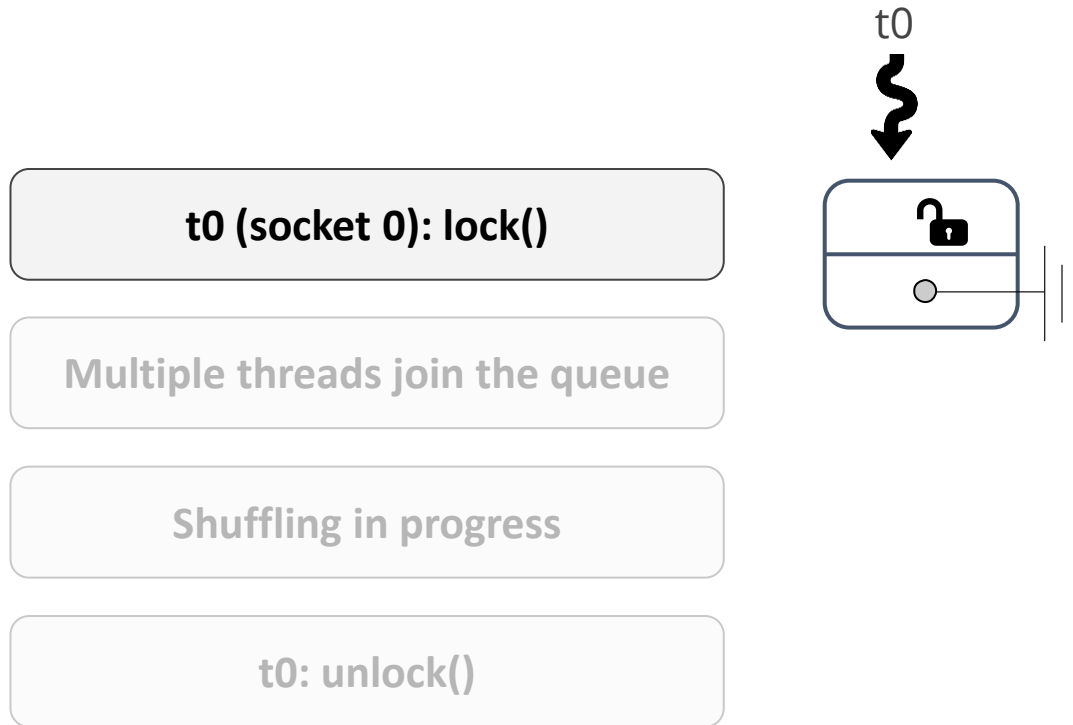 t0
t0 (socket 0): lock()
Multiple threads join the queue
Shuffling in progress
t0: unlock()